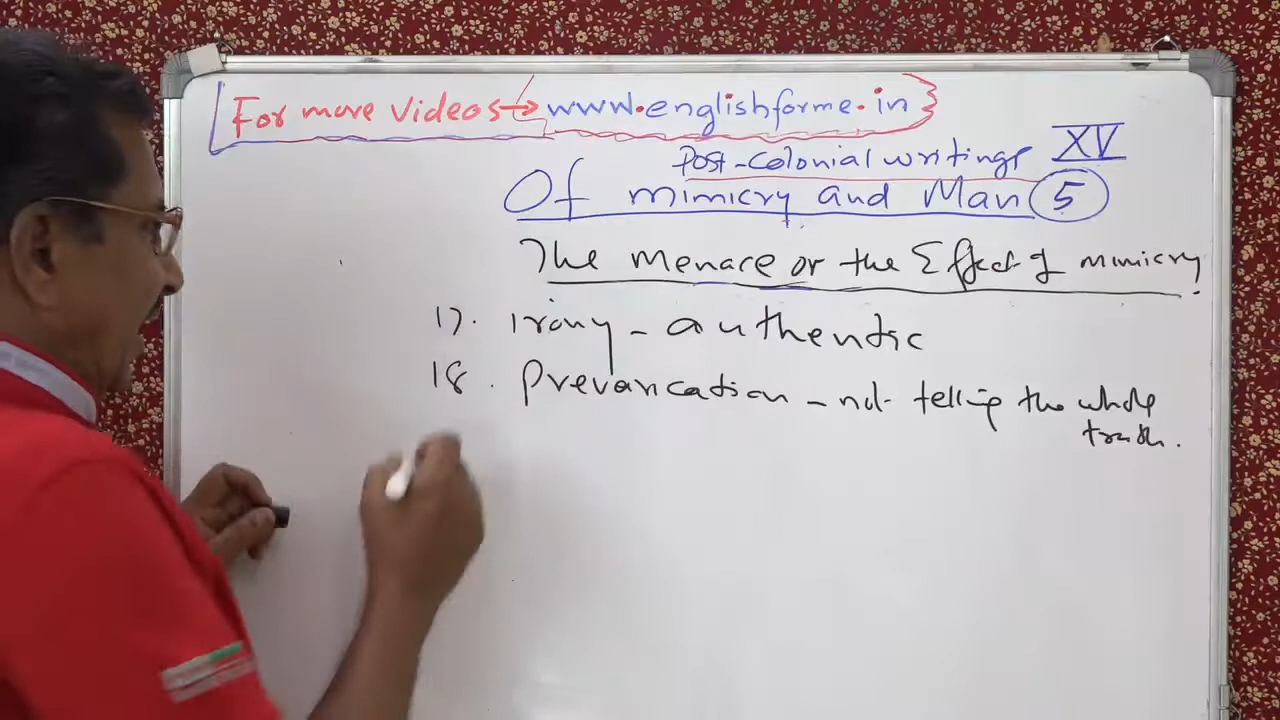 For more videos → www.englishforme.in
Post-Colonial writings XV
Of mimicry and Man 5
The Menace or the Effect of mimicry
17. Irony - authentic
18. Prevarication - not telling the whole
truth.